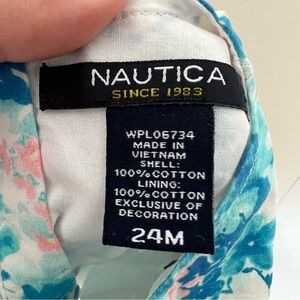 NAUTICA
SINCE 1983
WPL06734
MADE IN
VIETNAM
SHELL:
100% COTTON
LINING:
100% COTTON
EXCLUSIVE OF
DECORATION
24M